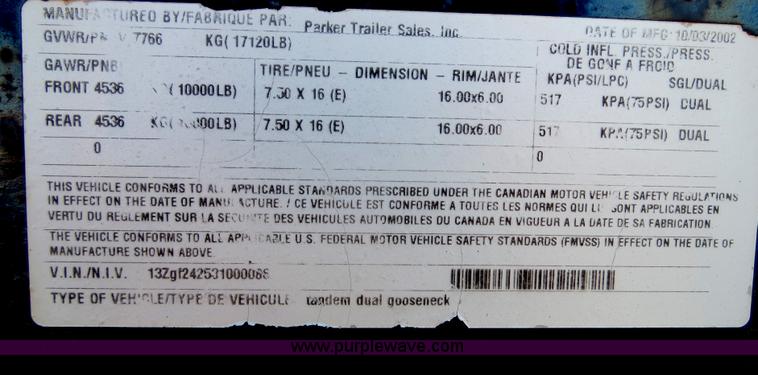 MANUFACTURED BY/FABRIQUE PAR: Parker Trailer Sales, Inc. DATE OF MFG: 10/03/2002
GVWR/PNBV 7766 KG( 17120LB) COLD INFL. PRESS./PRESS.
DE GONF A FROID
GAWR/PNB TIRE/PNEU - DIMENSION - RIM/JANTE KPA(PSI/LPC) SGL/DUAL
FRONT 4536 ( 10000LB) 7.50 X 16 (E) 16.00x6.00 517 KPA(75PSI) DUAL
REAR 4536 KG( 10000LB) 7.50 X 16 (E) 16.00x6.00 517 KPA(75PSI) DUAL
0 0
THIS VEHICLE CONFORMS TO ALL APPLICABLE STANDARDS PRESCRIBED UNDER THE CANADIAN MOTOR VEHICLE SAFETY REGULATIONS
IN EFFECT ON THE DATE OF MANUFACTURE. / CE VEHICULE EST CONFORME A TOUTES LES NORMES QUI LUI SONT APPLICABLES EN
VERTU DU REGLEMENT SUR LA SECURITE DES VEHICULES AUTOMOBILES DU CANADA EN VIGUEUR A LA DATE DE SA FABRICATION.
THE VEHICLE CONFORMS TO ALL APPLICABLE U.S. FEDERAL MOTOR VEHICLE SAFETY STANDARDS (FMVSS) IN EFFECT ON THE DATE OF
MANUFACTURE SHOWN ABOVE.
V.I.N./N.I.V.
TYPE OF VEHICLE/TYPE DE VEHICULE tandem dual gooseneck
www.purplewave.com